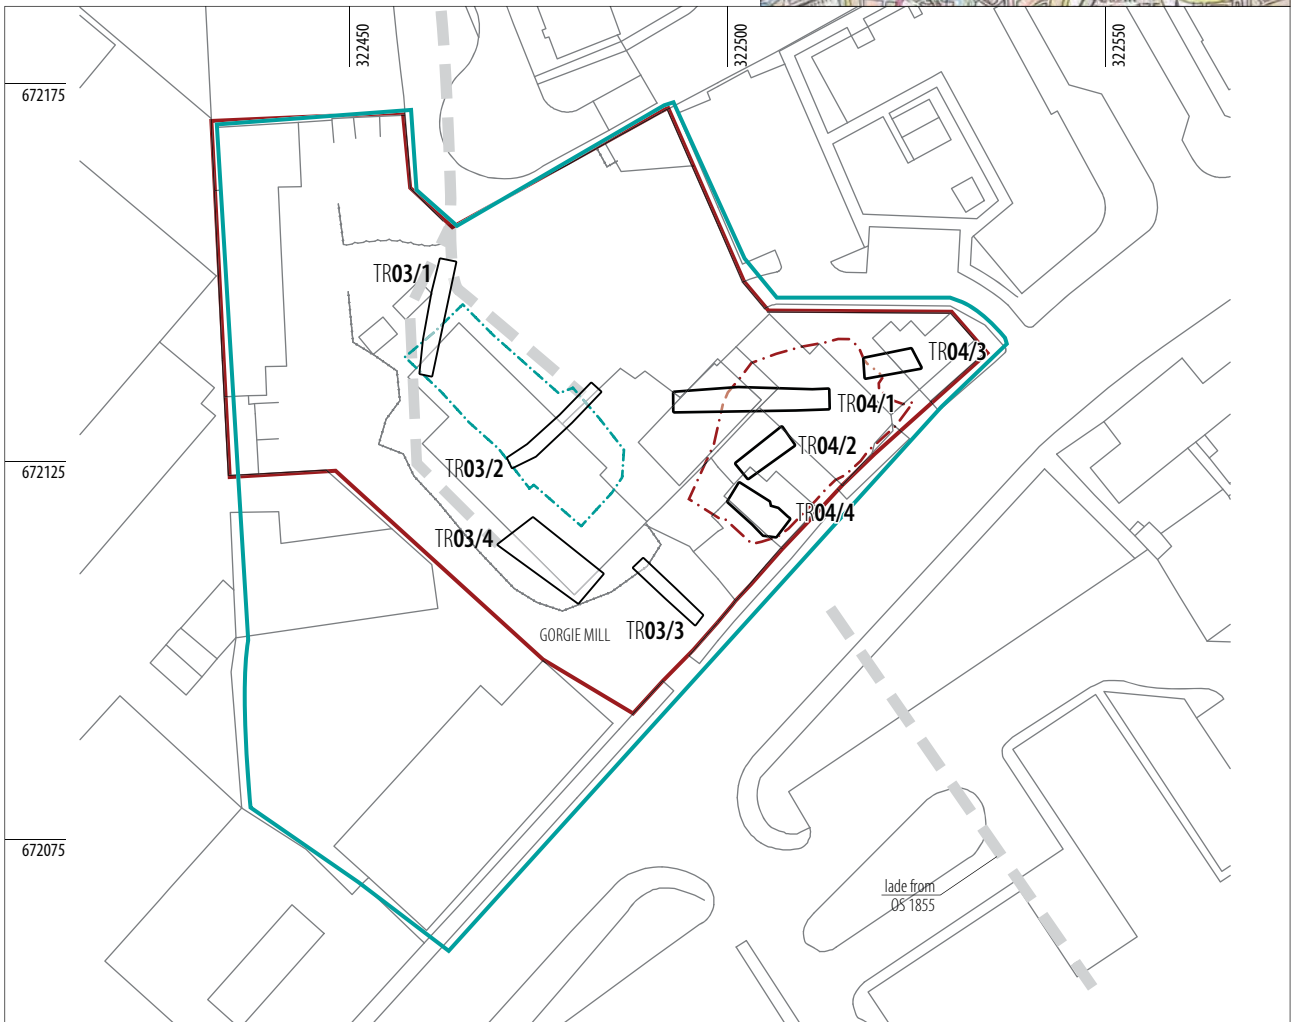 322450
322500
322550
672175
TR03/1
TR04/3
TR04/1
TR04/2
672125
TR03/2
TR04/4
TR03/4
GORGIE MILL
TR03/3
672075
lade from
OS 1855